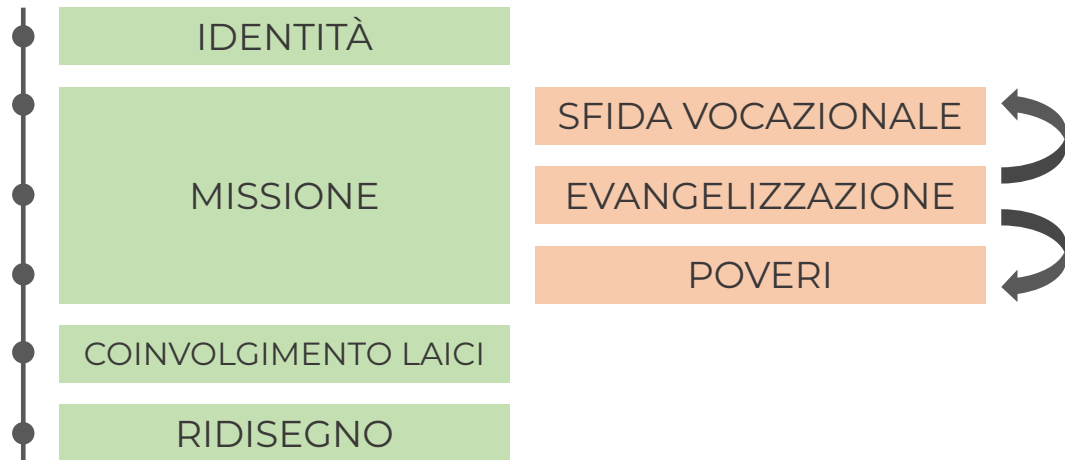 IDENTITÀ
MISSIONE
SFIDA VOCAZIONALE
EVANGELIZZAZIONE
POVERI
COINVOLGIMENTO LAICI
RIDISEGNO